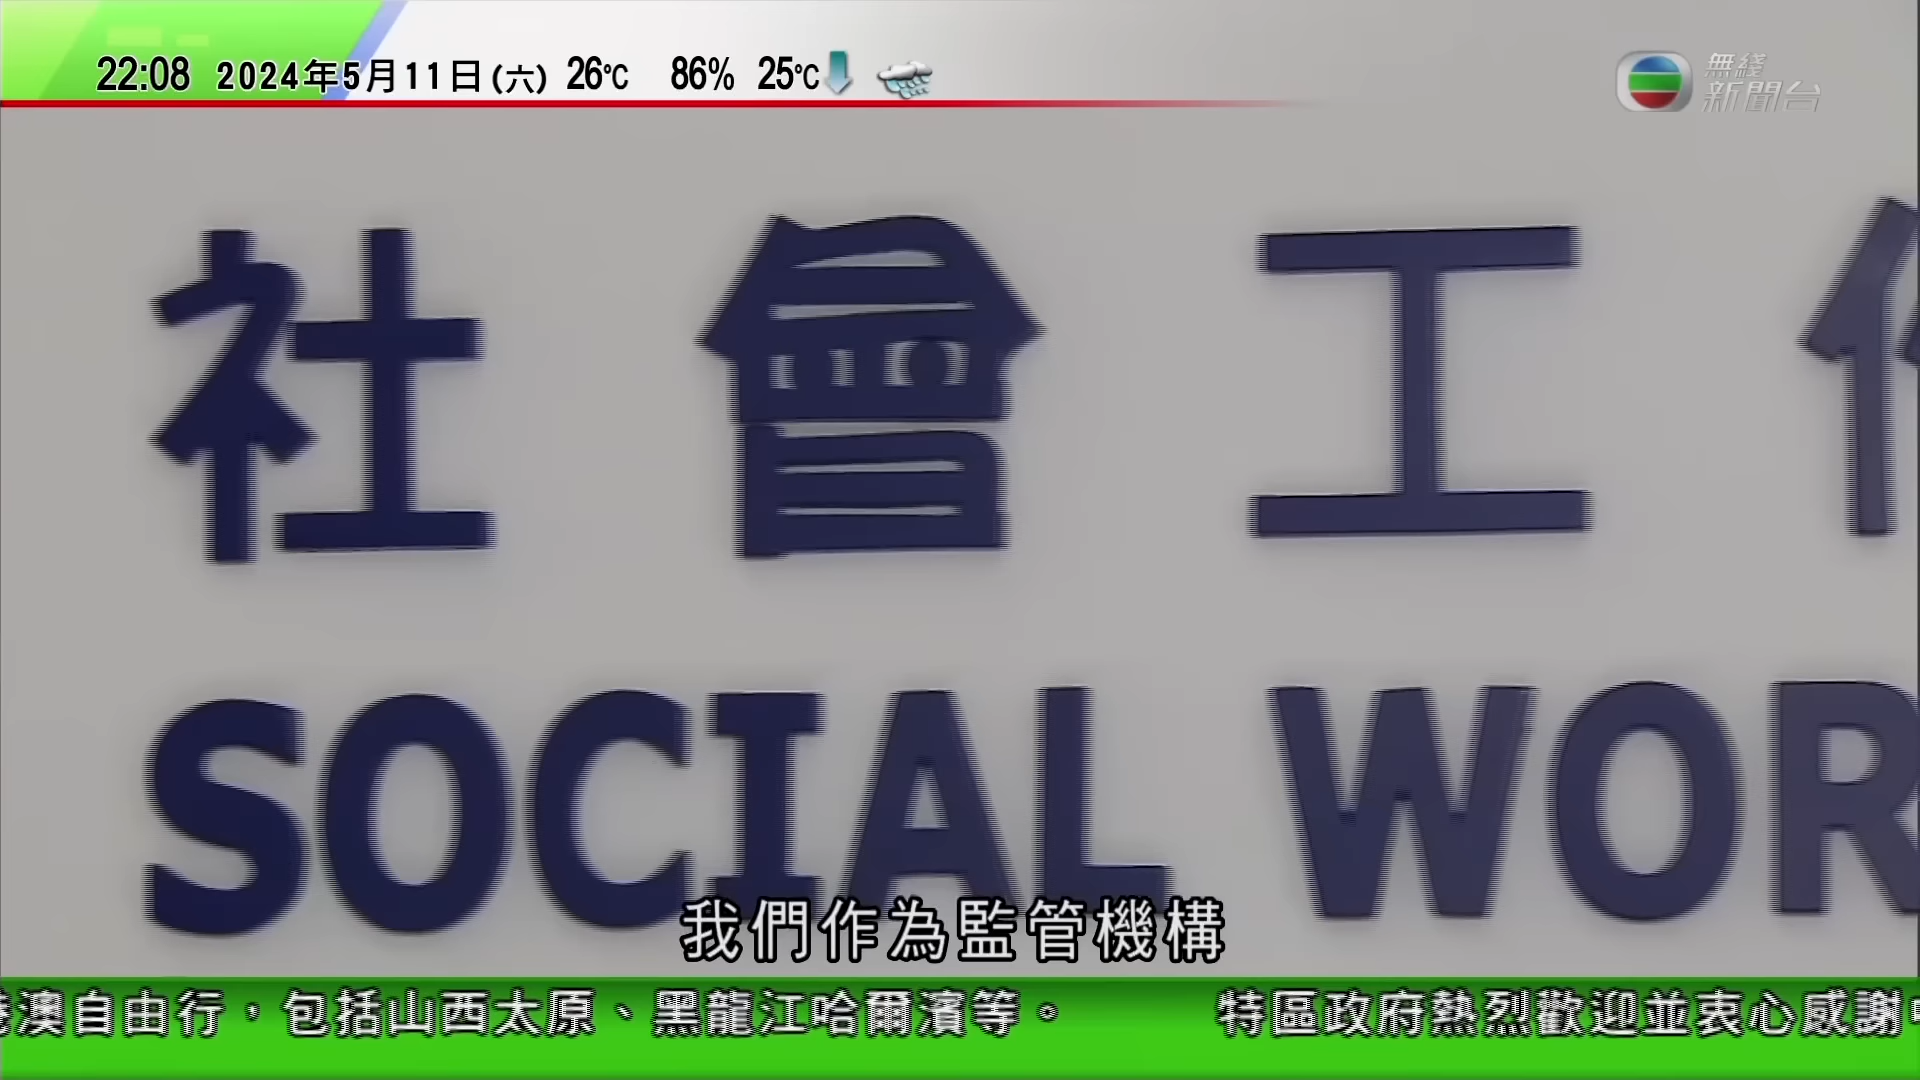 22:08 2024年5月11日(六) 26℃ 86% 25℃
無綫
新聞台
社會工
SOCIAL WOR
我們作為監管機構
港澳自由行，包括山西太原、黑龍江哈爾濱等。 特區政府熱烈歡迎並衷心感謝